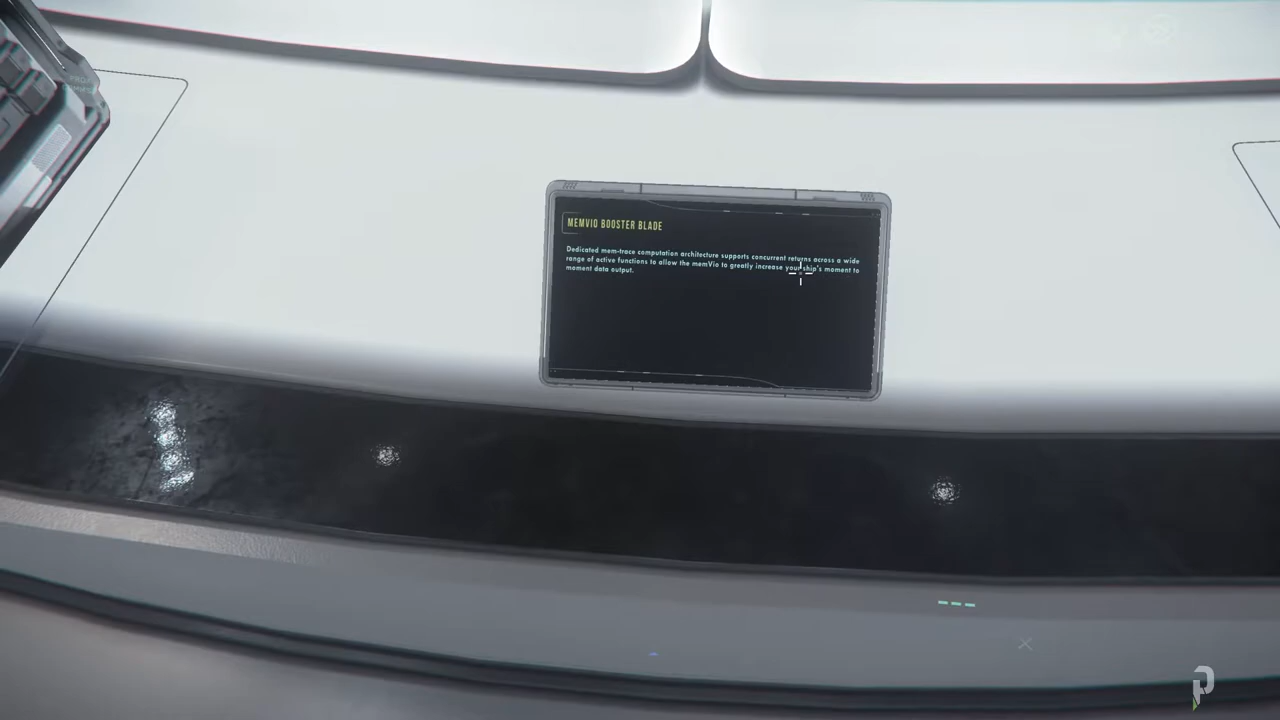 MEMVIO BOOSTER BLADE
Dedicated mem-trace computation architecture supports concurrent returns across a wide
range of active functions to allow the memVio to greatly increase your ship's moment to
moment data output.